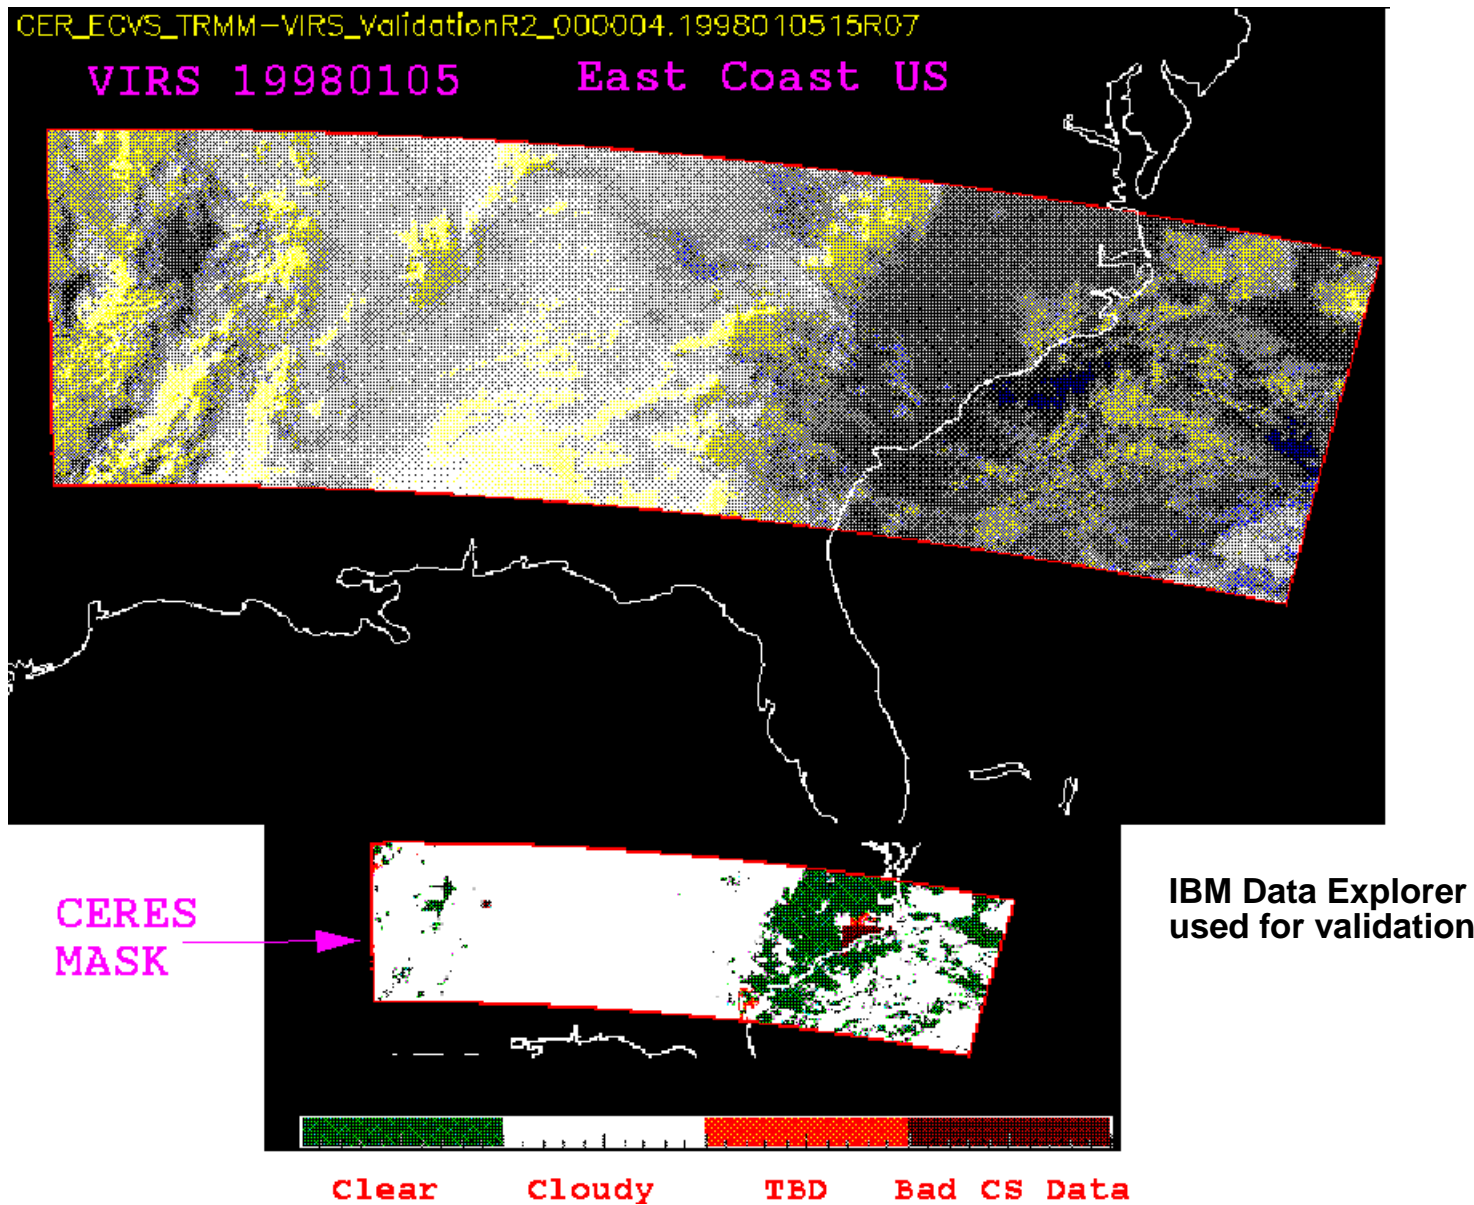 CER_ECVS_TRMM-VIRS_ValidationR2_000004.1998010515R07
VIRS 19980105 East Coast US
CERES
MASK
IBM Data Explorer
used for validation
Clear Cloudy TBD Bad CS Data